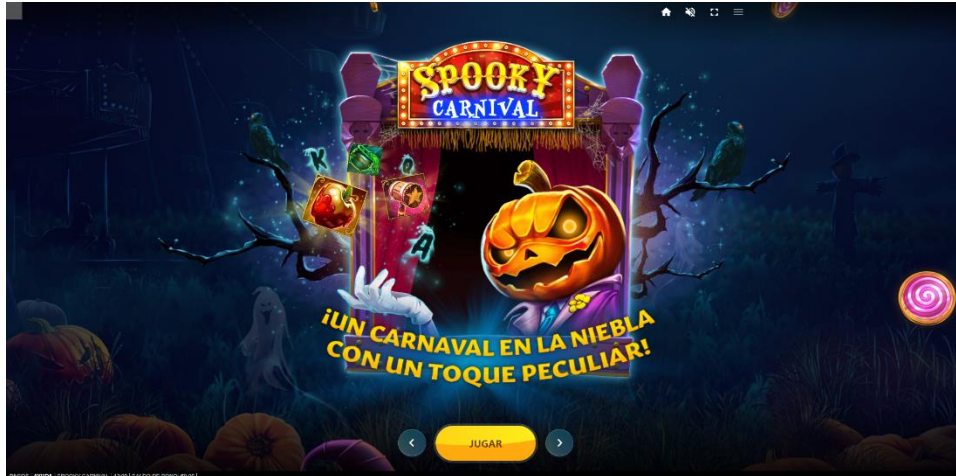 SPOOKY
CARNIVAL
K
Q
A
¡UN CARNAVAL EN LA NIEBLA
CON UN TOQUE PECULIAR!
JUGAR